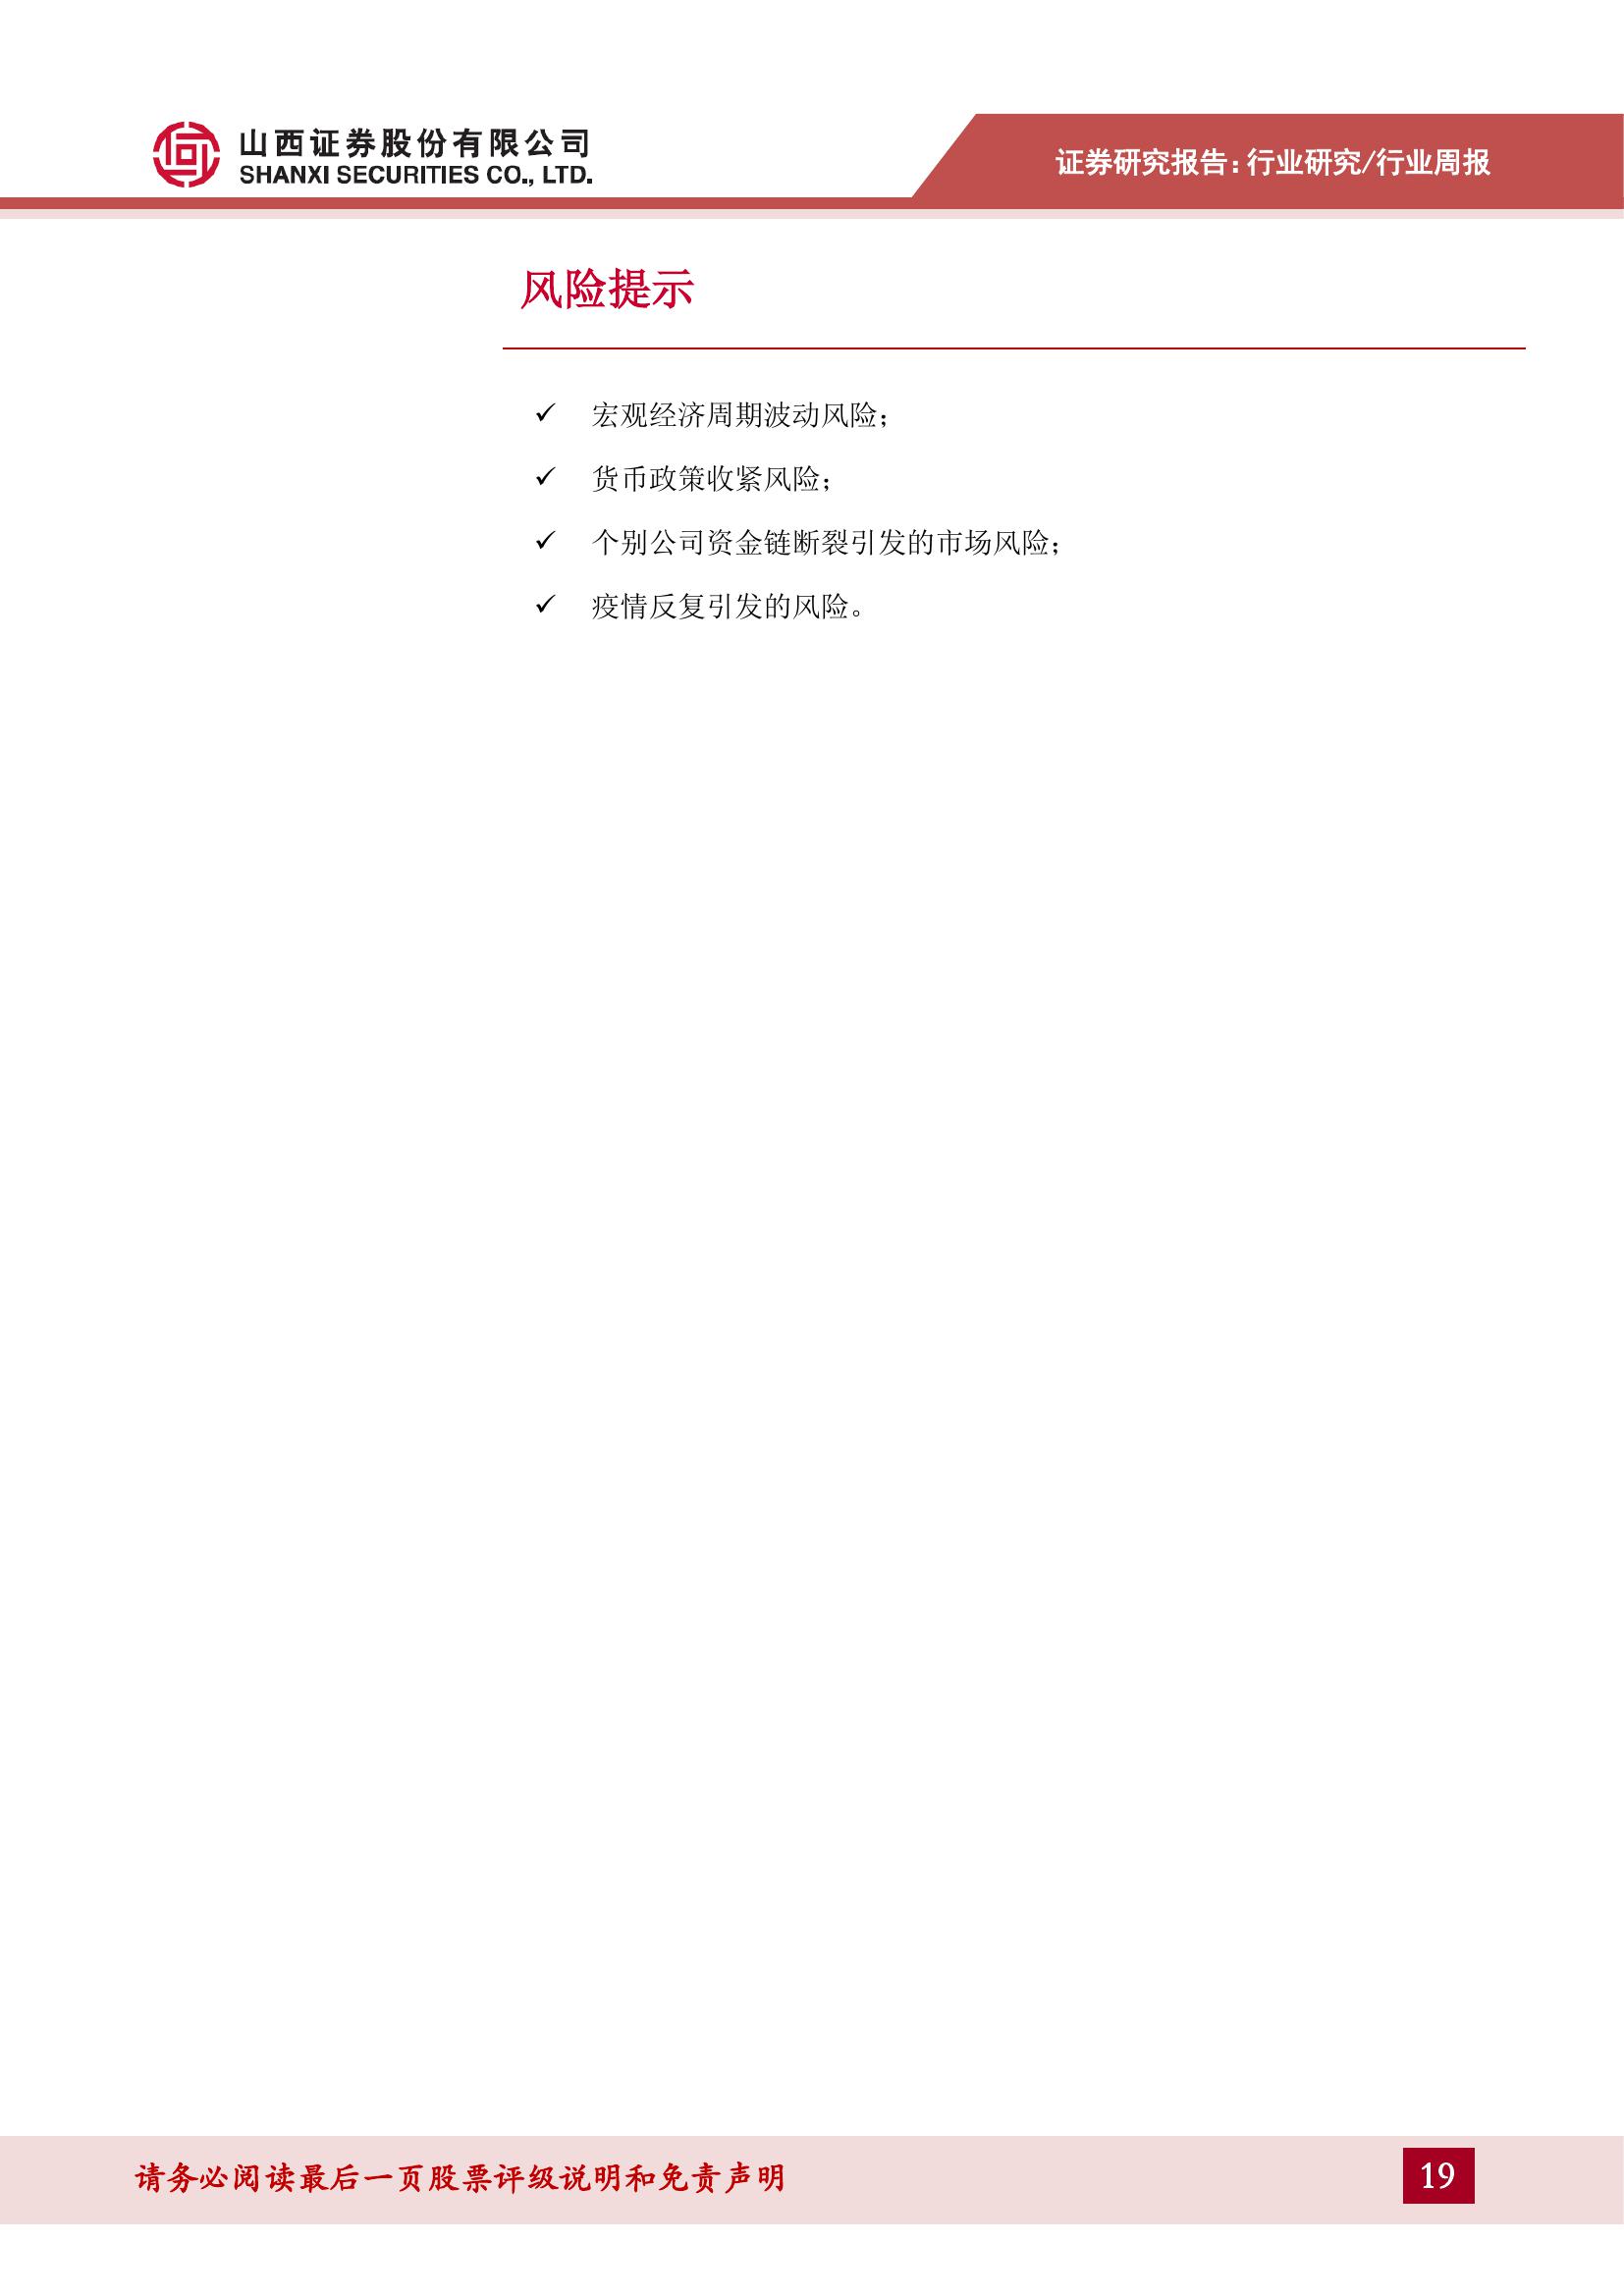 山西证券股份有限公司
SHANXI SECURITIES CO., LTD.
证券研究报告：行业研究/行业周报
风险提示
✓ 宏观经济周期波动风险；
✓ 货币政策收紧风险；
✓ 个别公司资金链断裂引发的市场风险；
✓ 疫情反复引发的风险。
请务必阅读最后一页股票评级说明和免责声明
19